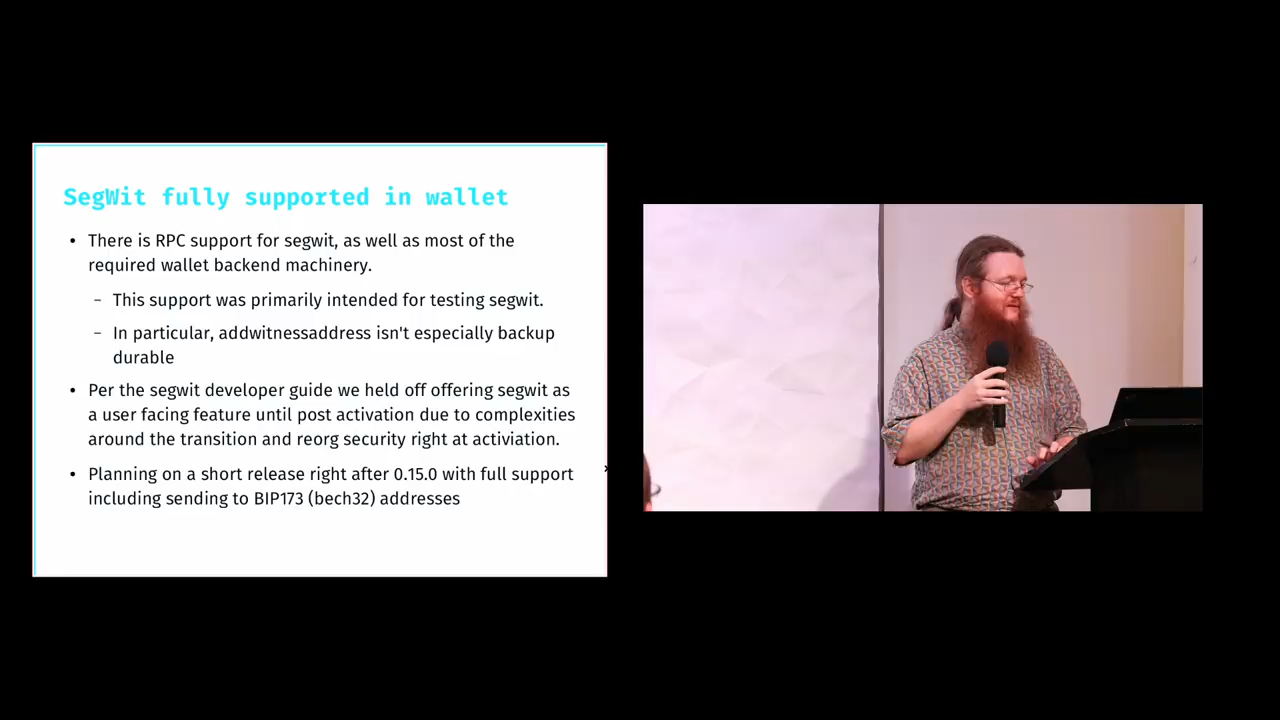 SegWit fully supported in wallet
• There is RPC support for segwit, as well as most of the
required wallet backend machinery.
– This support was primarily intended for testing segwit.
– In particular, addwitnessaddress isn't especially backup
durable
• Per the segwit developer guide we held off offering segwit as
a user facing feature until post activation due to complexities
around the transition and reorg security right at activiation.
• Planning on a short release right after 0.15.0 with full support
including sending to BIP173 (bech32) addresses